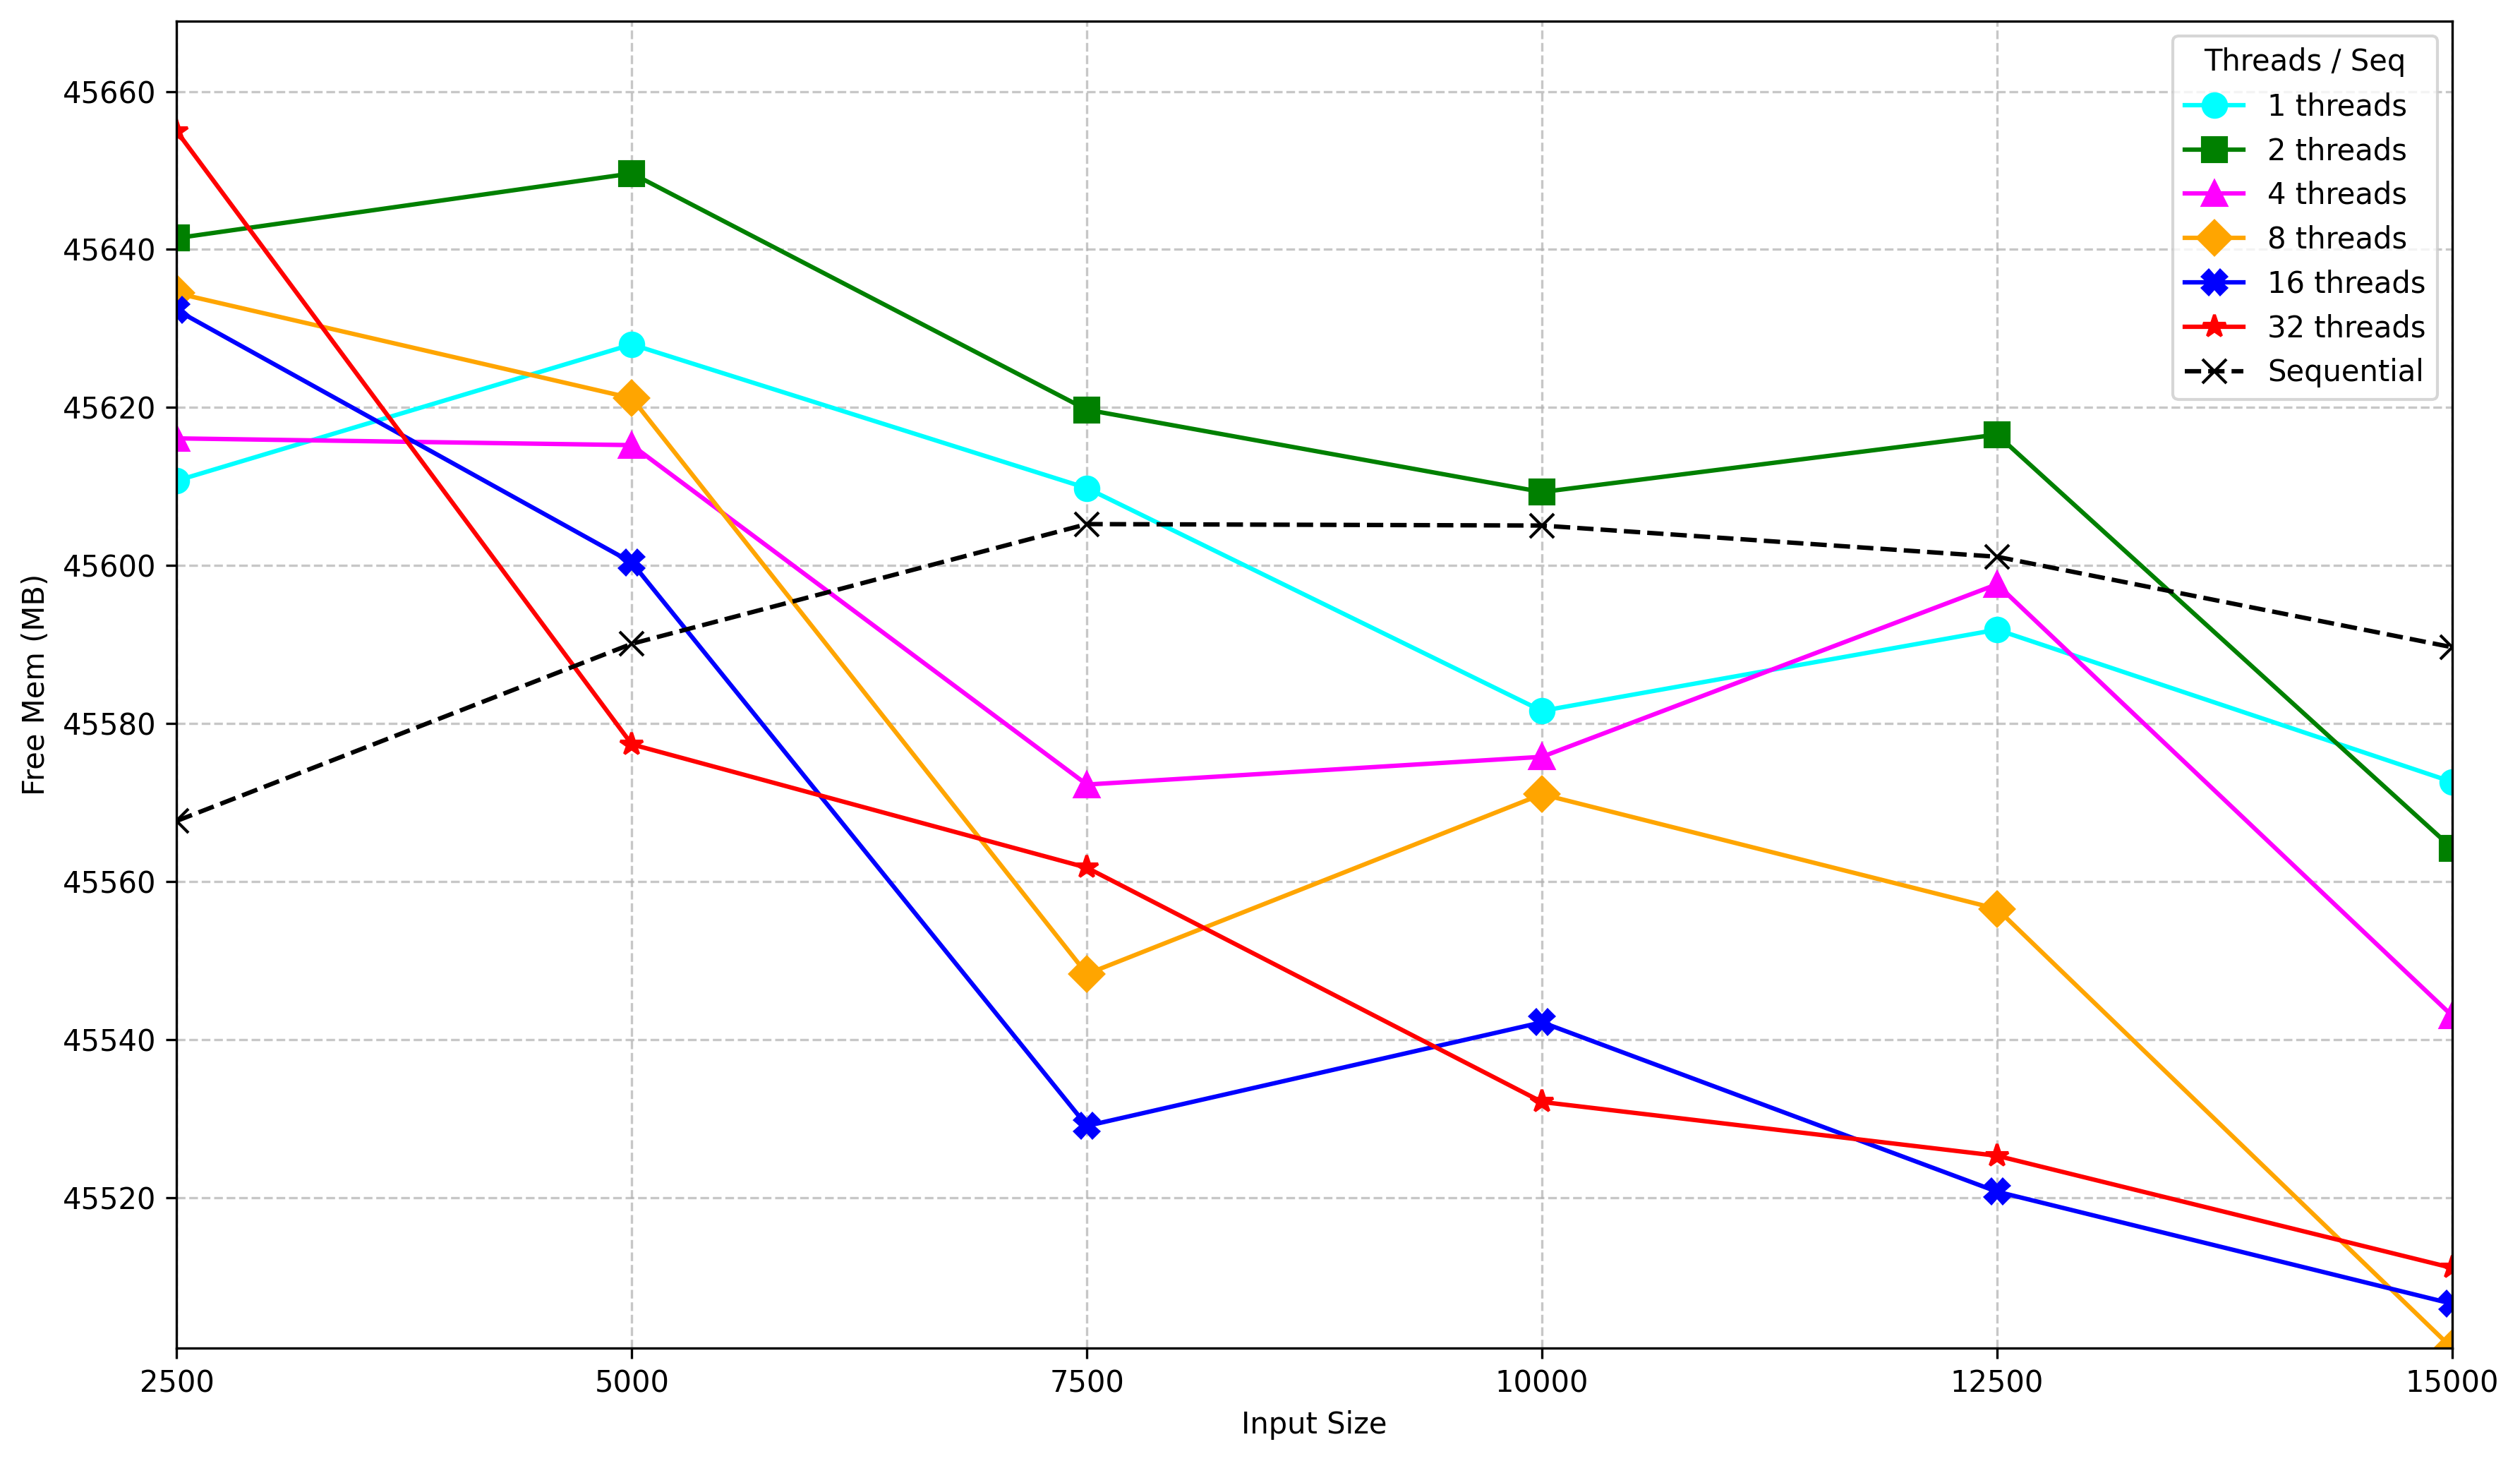 45660
45640
45620
45600
45580
45560
45540
45520
Free Mem (MB)
2500 5000 7500 10000 12500 15000
Input Size
Threads / Seq
1 threads
2 threads
4 threads
8 threads
16 threads
32 threads
Sequential